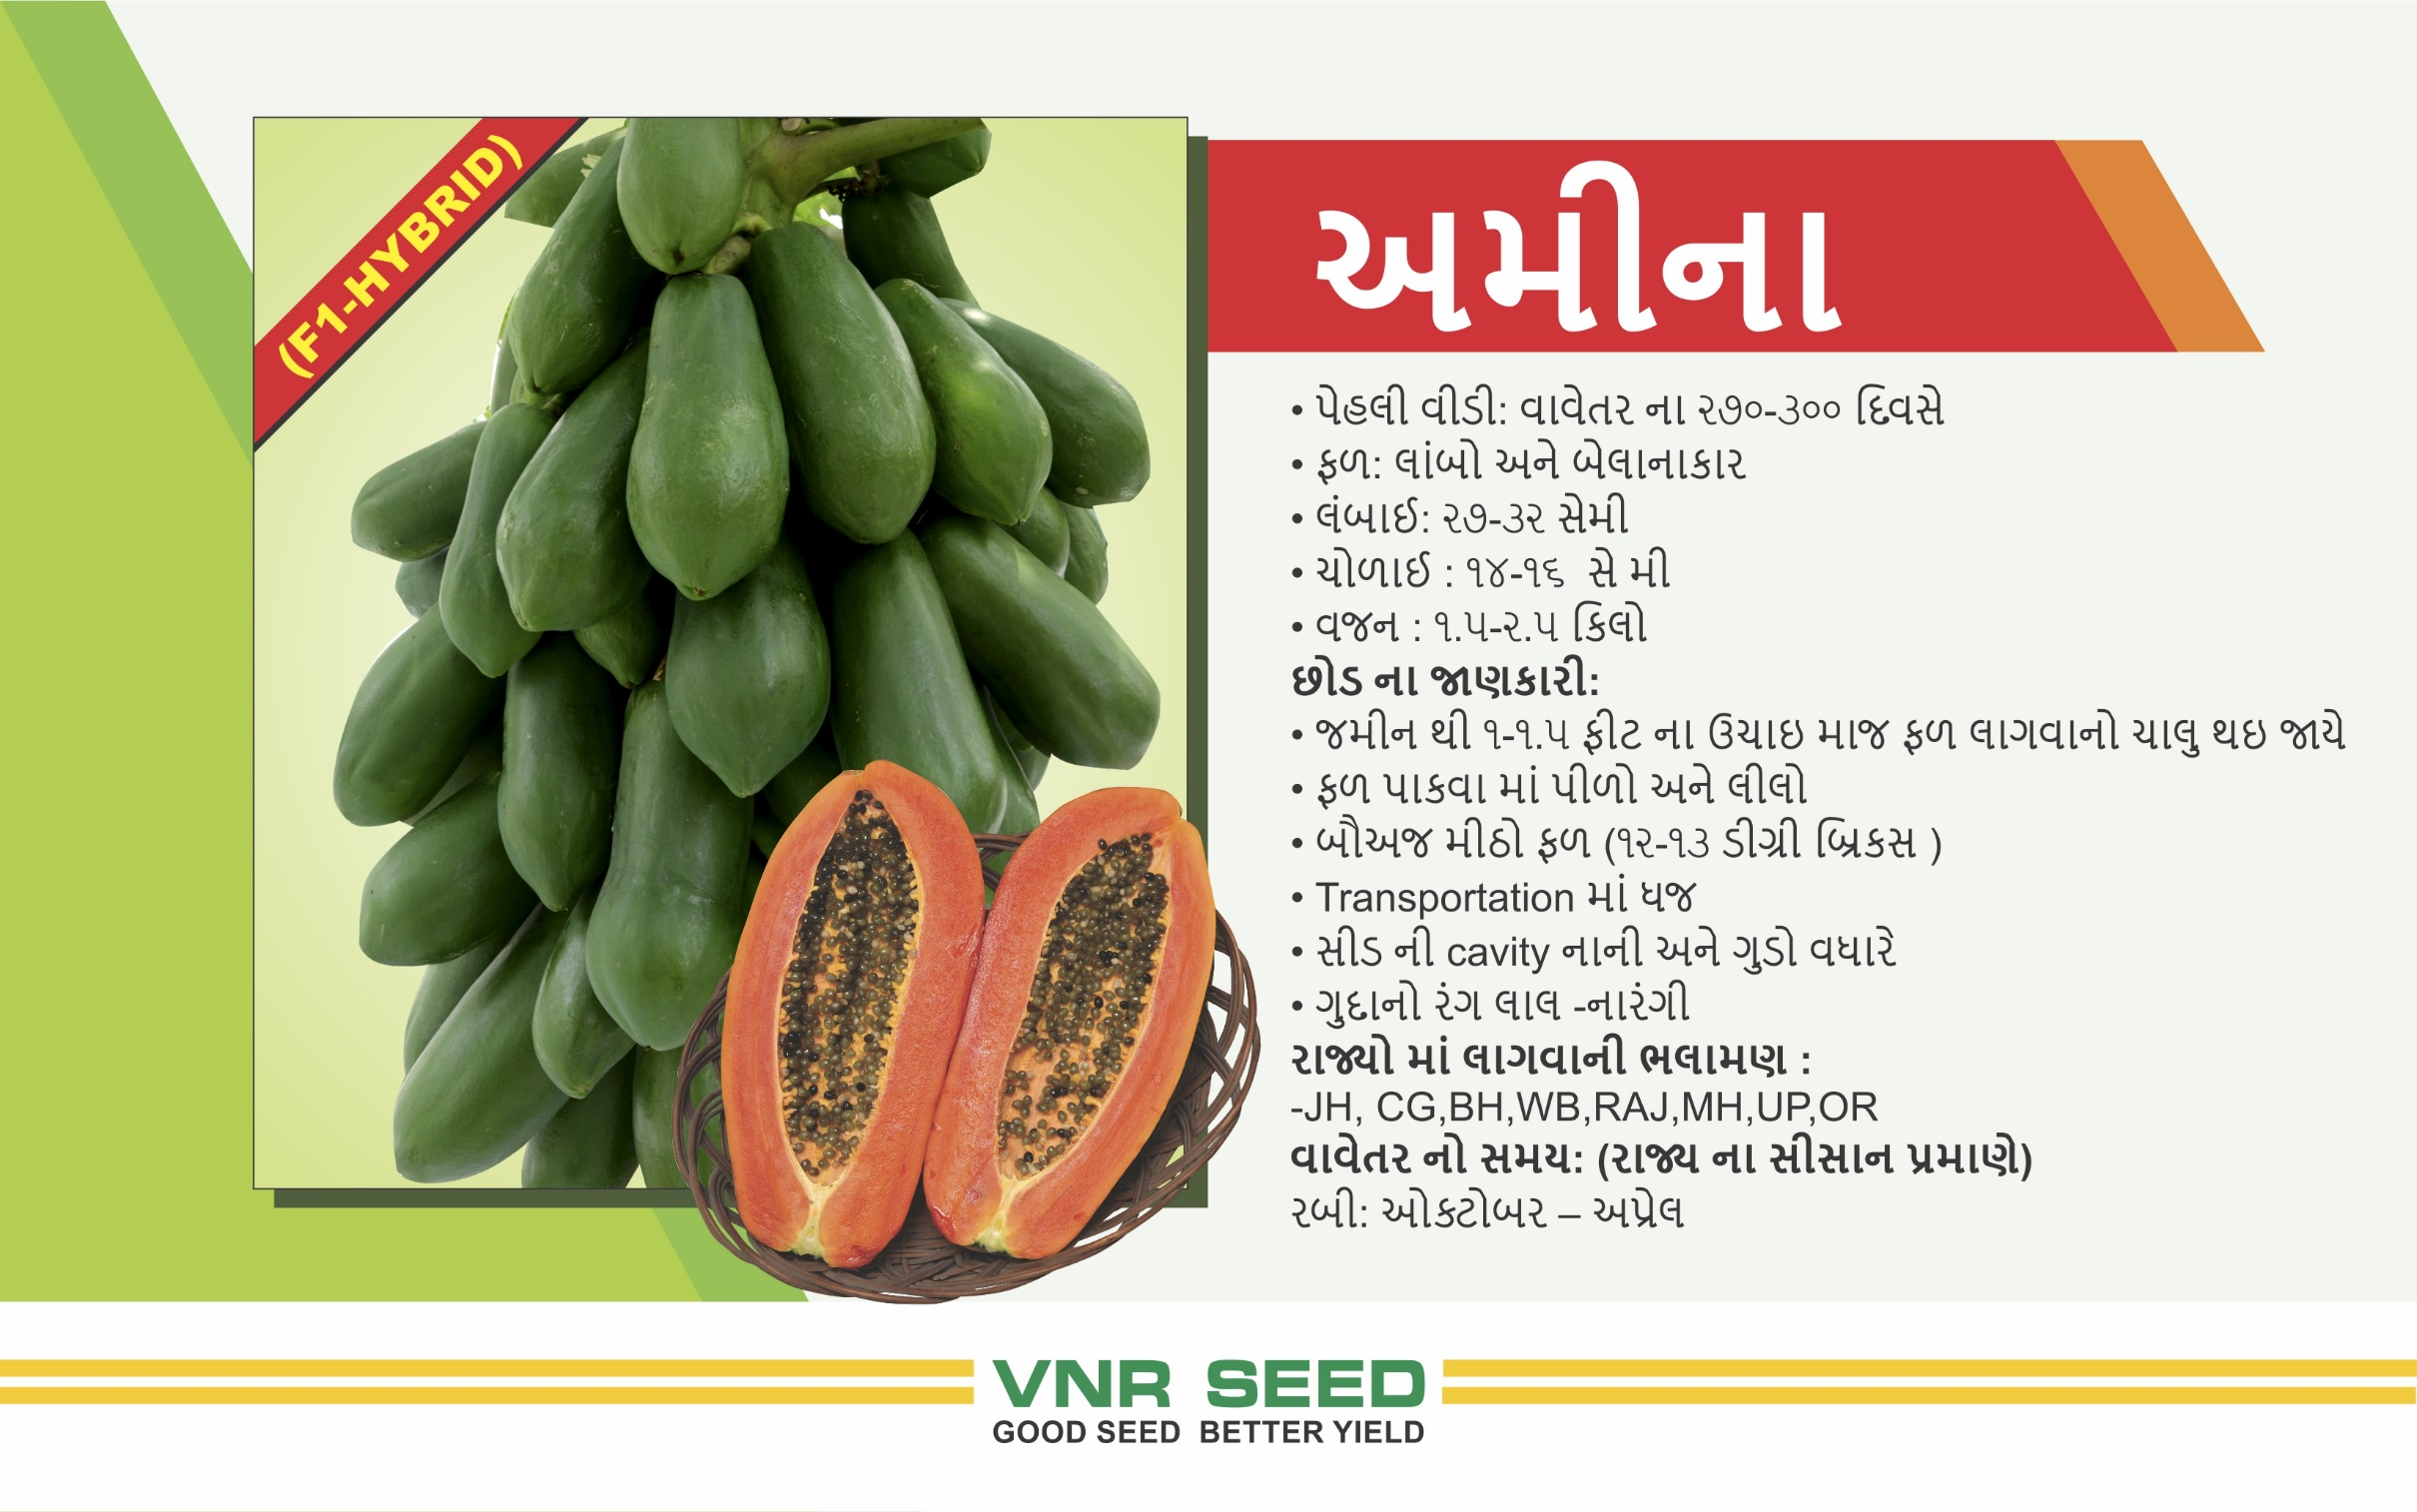 (F1-HYBRID)
અમીના
• પેહલી વીડી: વાવેતર ના ૨૭૦-૩૦૦ દિવસે
• ફળ: લાંબો અને બેલાનાકાર
• લંબાઈ: ૨૭-૩૨ સેમી
• ચોળાઈ : ૧૪-૧૬ સે મી
• વજન : ૧.૫-૨.૫ કિલો
છોડ ના જાણકારી:
• જમીન થી ૧-૧.૫ ફીટ ના ઉચાઇ માજ ફળ લાગવાનો ચાલુ થઇ જાયે
• ફળ પાકવા માં પીળો અને લીલો
• બૌઅજ મીઠો ફળ (૧૨-૧૩ ડીગ્રી બ્રિકસ )
• Transportation માં ધજ
• સીડ ની cavity નાની અને ગુડો વધારે
• ગુદાનો રંગ લાલ -નારંગી
રાજ્યો માં લાગવાની ભલામણ :
-JH, CG,BH,WB,RAJ,MH,UP,OR
વાવેતર નો સમય: (રાજ્ય ના સીસાન પ્રમાણે)
રબી: ઓકટોબર – અપ્રેલ
VNR SEED
GOOD SEED BETTER YIELD